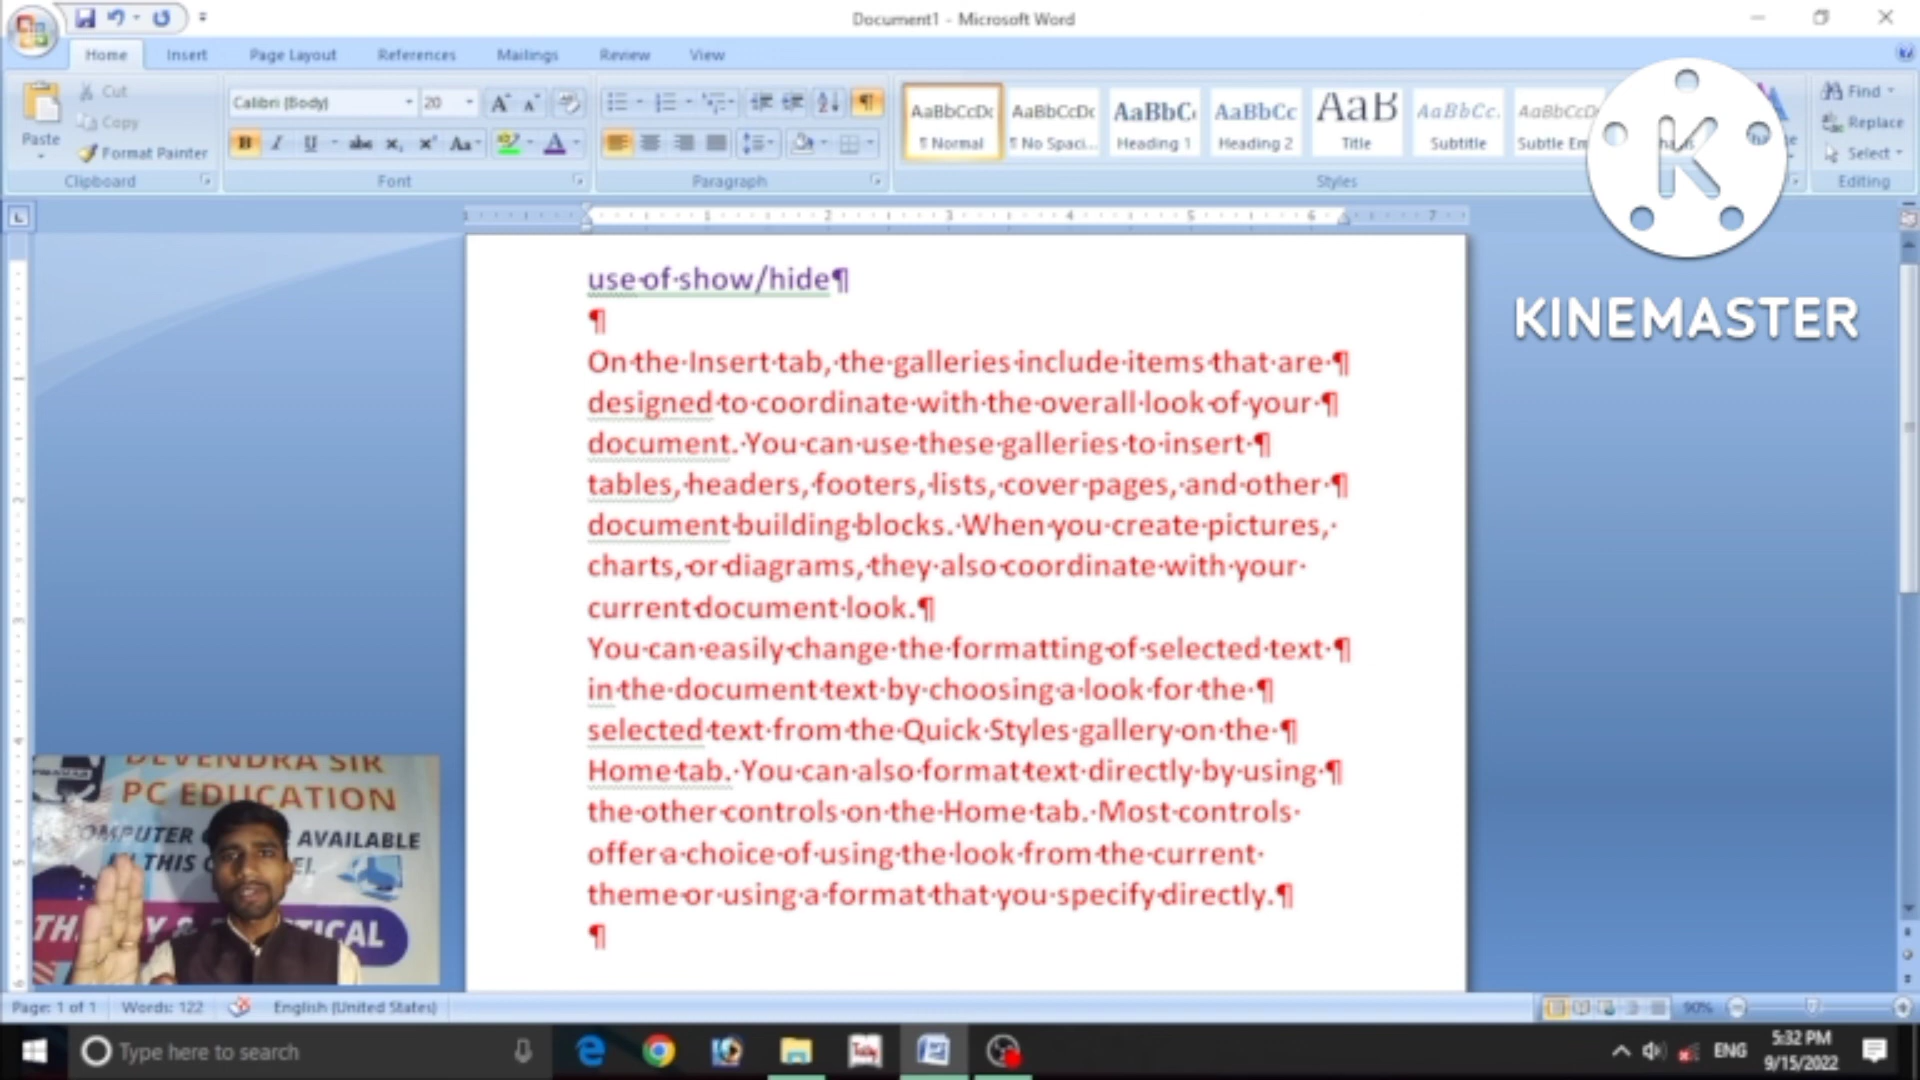 Document1 - Microsoft Word
Home Insert Page Layout References Mailings Review View
Paste
Cut
Copy
Format Painter
Clipboard
Calibri (Body) 20
Font
Paragraph
AaBbCcDc AaBbCcDc AaBbC AaBbCc AaB AaBbCc. AaBbCcDc
¶ Normal ¶ No Spaci... Heading 1 Heading 2 Title Subtitle Subtle Em
Styles
Find
Replace
Select
Editing
K
KINEMASTER
use of show/hide¶
¶
On the Insert tab, the galleries include items that are ¶
designed to coordinate with the overall look of your ¶
document. You can use these galleries to insert ¶
tables, headers, footers, lists, cover pages, and other ¶
document building blocks. When you create pictures,
charts, or diagrams, they also coordinate with your
current document look.¶
You can easily change the formatting of selected text ¶
in the document text by choosing a look for the ¶
selected text from the Quick Styles gallery on the ¶
Home tab. You can also format text directly by using ¶
the other controls on the Home tab. Most controls
offer a choice of using the look from the current
theme or using a format that you specify directly.¶
¶
DEVENDRA SIR
PC EDUCATION
COMPUTER AVAILABLE
IN THIS
Page: 1 of 1 Words: 122 English (United States) 90%
Type here to search
ENG
5:32 PM
9/15/2022